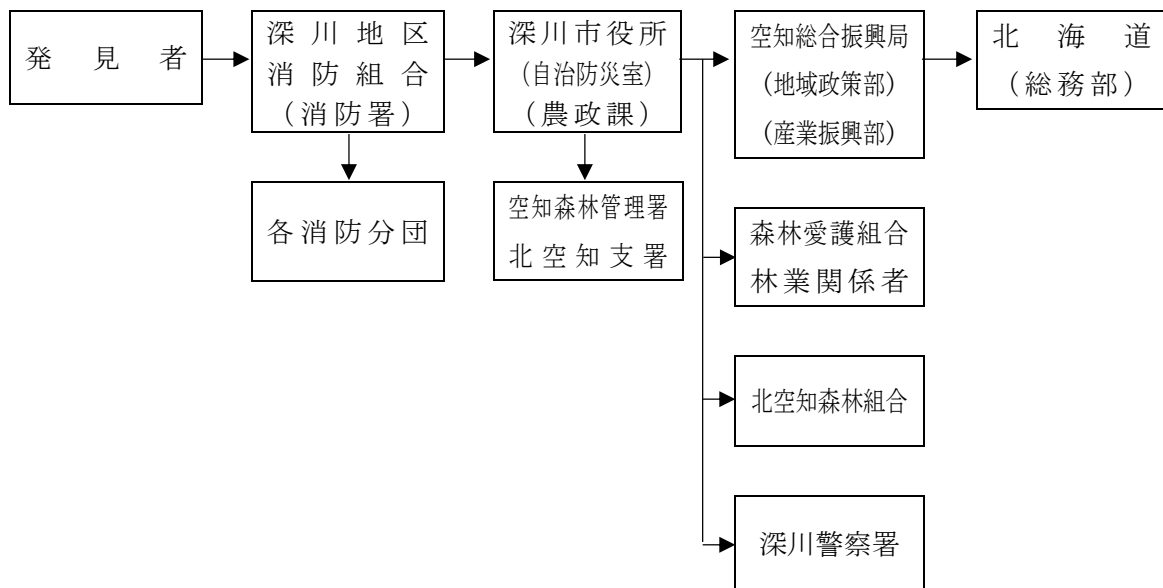 発見者
深川地区
消防組合
(消防署)
深川市役所
(自治防災室)
(農政課)
空知総合振興局
(地域政策部)
(産業振興部)
北海道
(総務部)
各消防分団
空知森林管理署
北空知支署
森林愛護組合
林業関係者
北空知森林組合
深川警察署